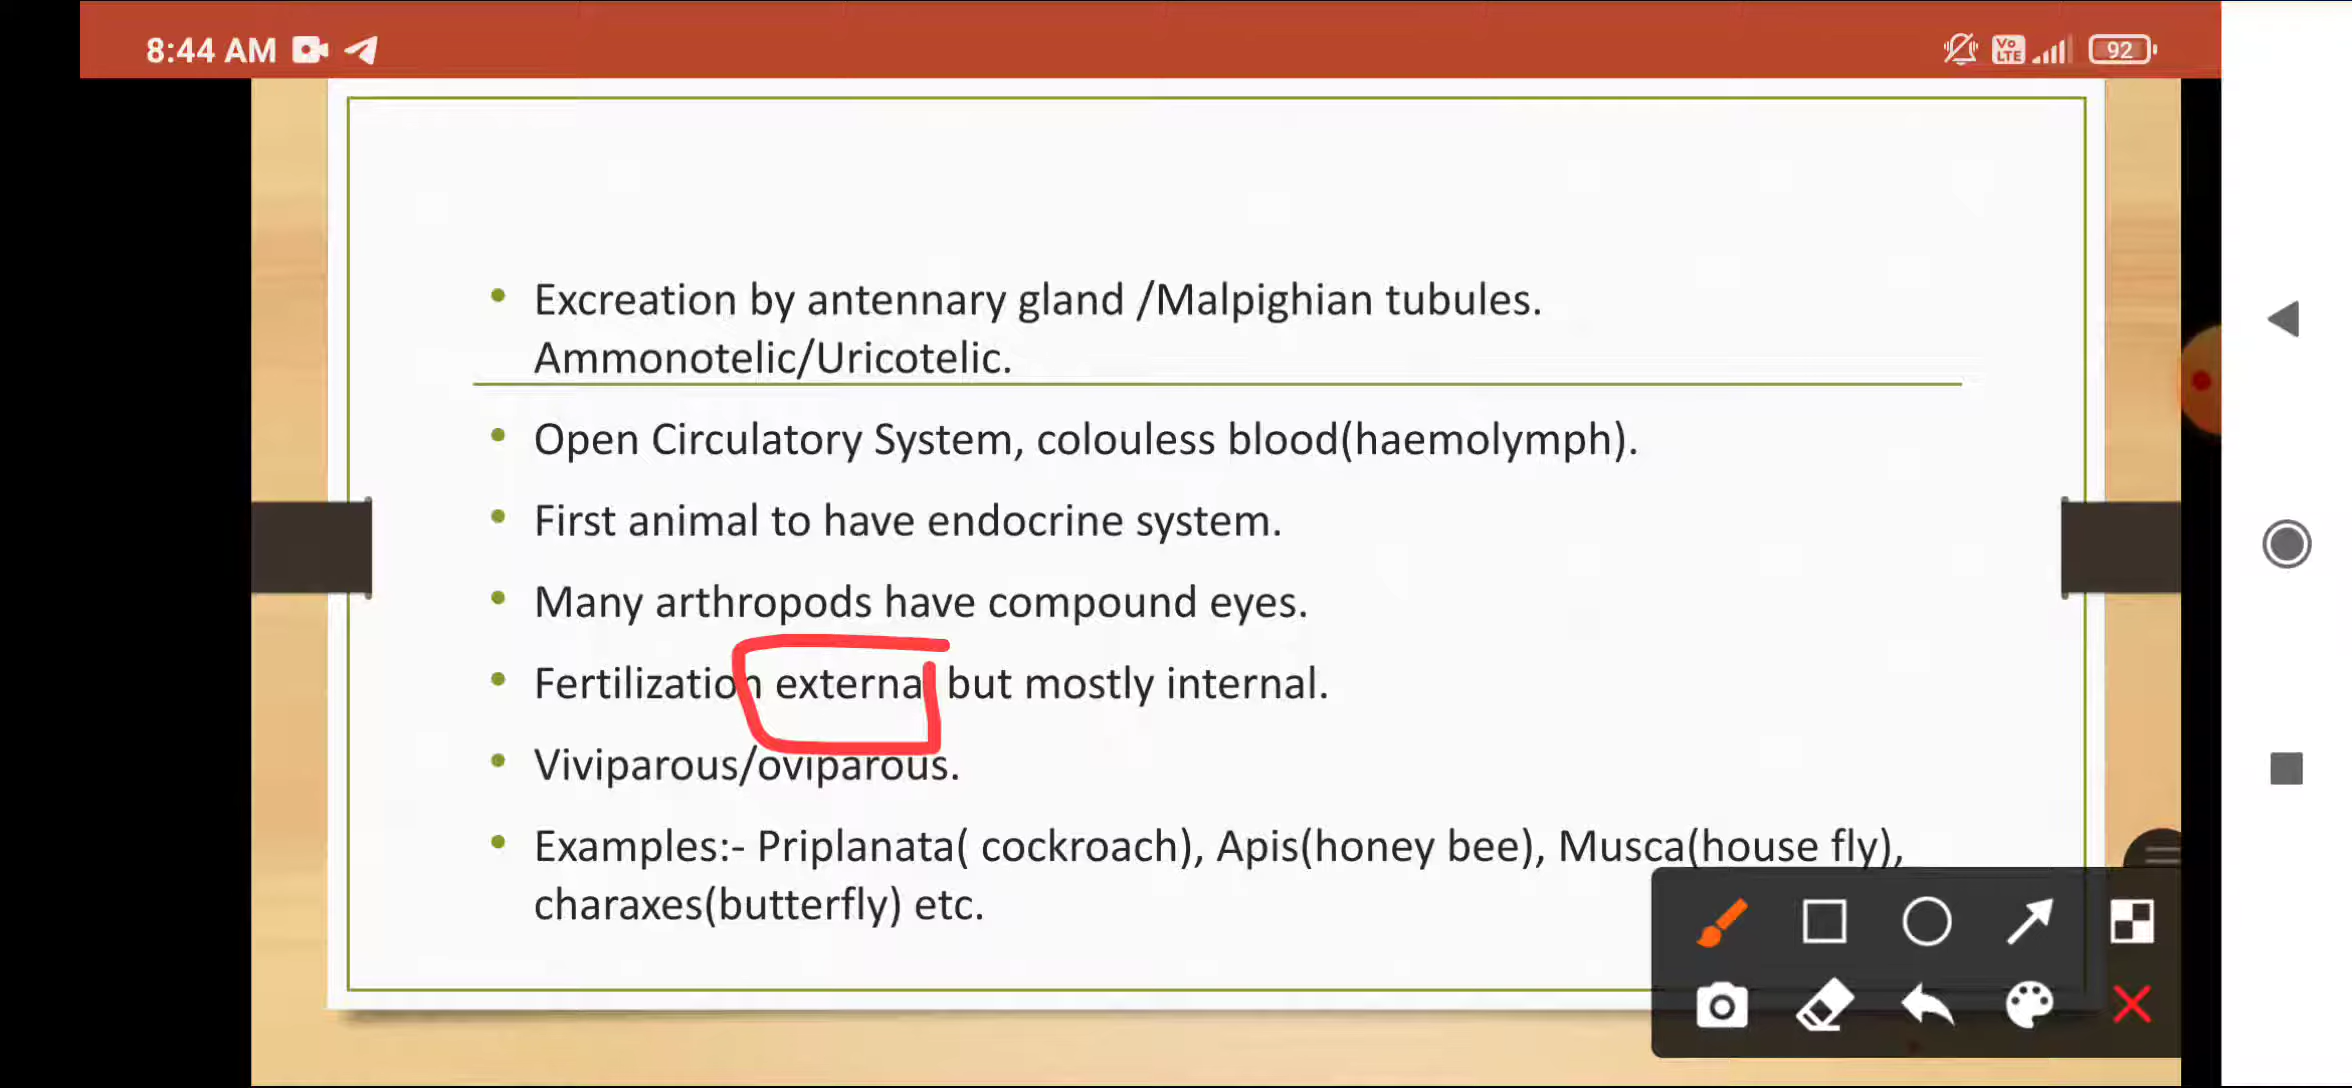 8:44 AM
Vo LTE
92
• Excreation by antennary gland /Malpighian tubules.
Ammonotelic/Uricotelic.
• Open Circulatory System, colouless blood(haemolymph).
• First animal to have endocrine system.
• Many arthropods have compound eyes.
• Fertilization external but mostly internal.
• Viviparous/oviparous.
• Examples:- Priplanata( cockroach), Apis(honey bee), Musca(house fly),
charaxes(butterfly) etc.